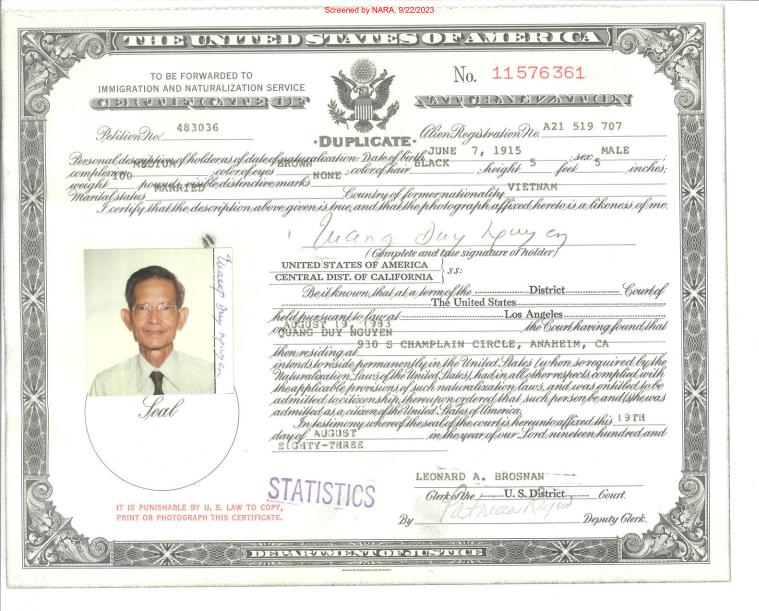 Screened by NARA, 9/22/2023
THE UNITED STATES OF AMERICA
TO BE FORWARDED TO
IMMIGRATION AND NATURALIZATION SERVICE
No. 11576361
CERTIFICATE OF NATURALIZATION
Petition No. 483036
·DUPLICATE·
Alien Registration No. A21 519 707
Personal description of holder as of date of naturalization: Date of birth JUNE 7, 1915 ; sex MALE ;
complexion MEDIUM ; color of eyes BROWN ; color of hair BLACK ; height 5 feet 5 inches;
weight 100 pounds; visible distinctive marks NONE
Marital status MARRIED Country of former nationality VIETNAM
I certify that the description above given is true, and that the photograph affixed hereto is a likeness of me.
Quang Duy Nguyen
(Complete and true signature of holder)
UNITED STATES OF AMERICA
CENTRAL DIST. OF CALIFORNIA
} ss:
Be it known, that at a term of the District Court of
The United States
held pursuant to law at Los Angeles
on AUGUST 19, 1983 the Court having found that
QUANG DUY NGUYEN
then residing at 930 S CHAMPLAIN CIRCLE, ANAHEIM, CA
intends to reside permanently in the United States (when so required by the
Naturalization Laws of the United States), had in all other respects complied with
the applicable provisions of such naturalization laws, and was entitled to be
admitted to citizenship, thereupon ordered that such person be and (s)he was
admitted as a citizen of the United States of America.
In testimony whereof the seal of the court is hereunto affixed this 19TH
day of AUGUST in the year of our Lord nineteen hundred and
EIGHTY-THREE
Quang Duy Nguyen
Seal
STATISTICS
IT IS PUNISHABLE BY U. S. LAW TO COPY,
PRINT OR PHOTOGRAPH THIS CERTIFICATE.
LEONARD A. BROSNAN
Clerk of the U. S. District Court.
By Patricia Deputy Clerk.
DEPARTMENT OF JUSTICE